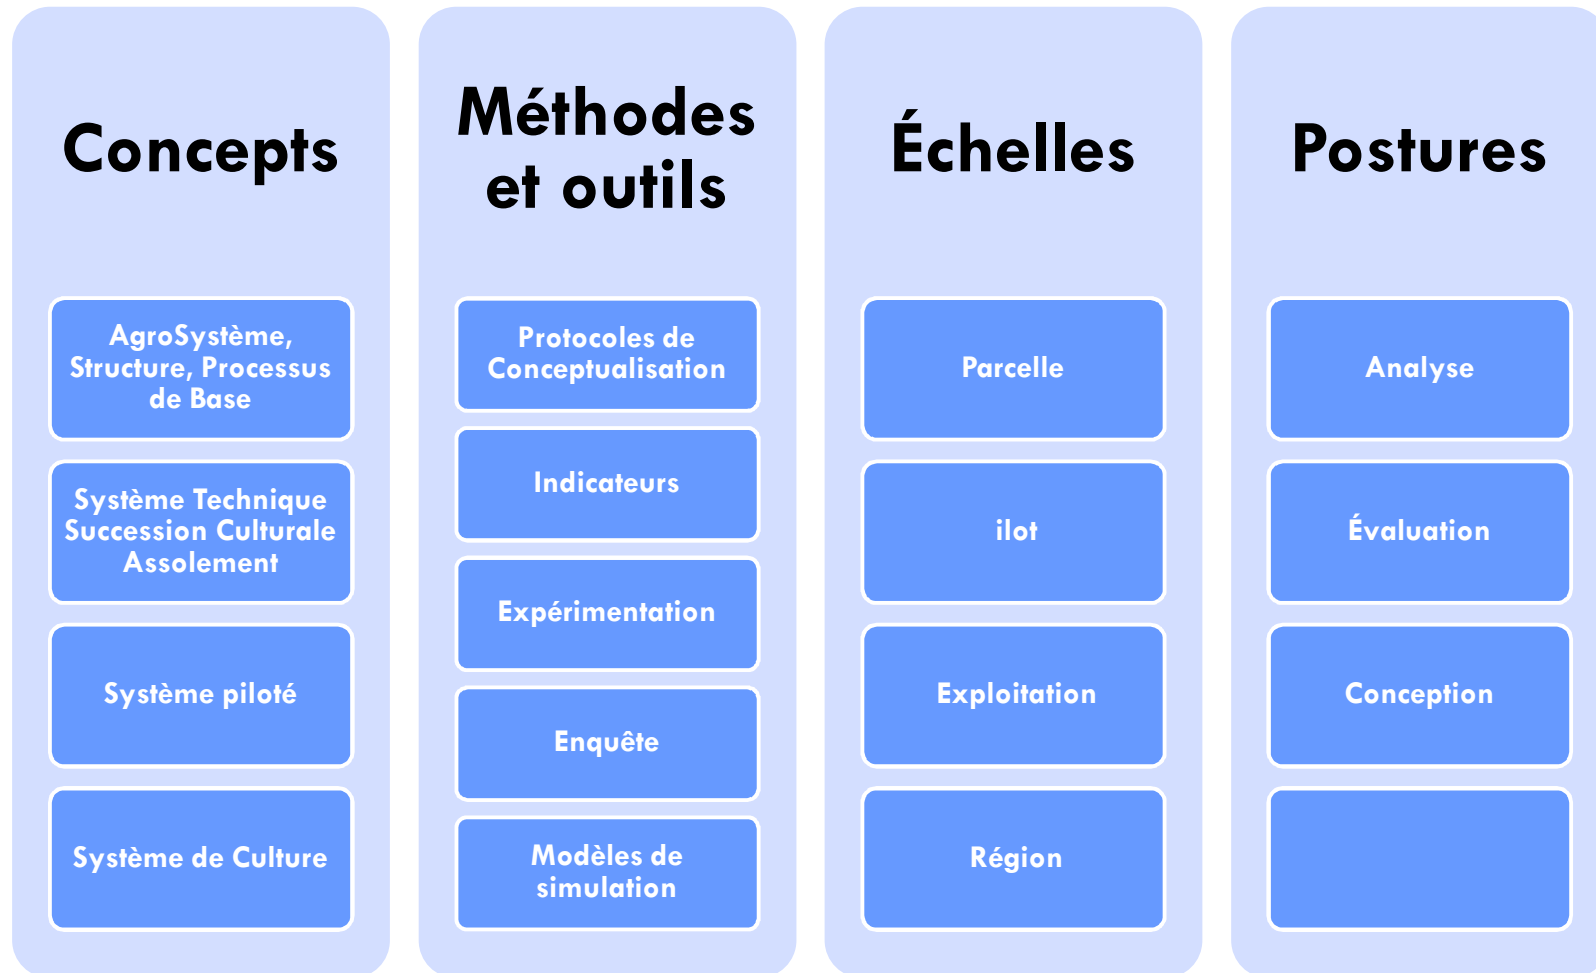 Concepts
AgroSystème,
Structure, Processus
de Base
Système Technique
Succession Culturale
Assolement
Système piloté
Système de Culture
Méthodes
et outils
Protocoles de
Conceptualisation
Indicateurs
Expérimentation
Enquête
Modèles de
simulation
Échelles
Parcelle
ilot
Exploitation
Région
Postures
Analyse
Évaluation
Conception